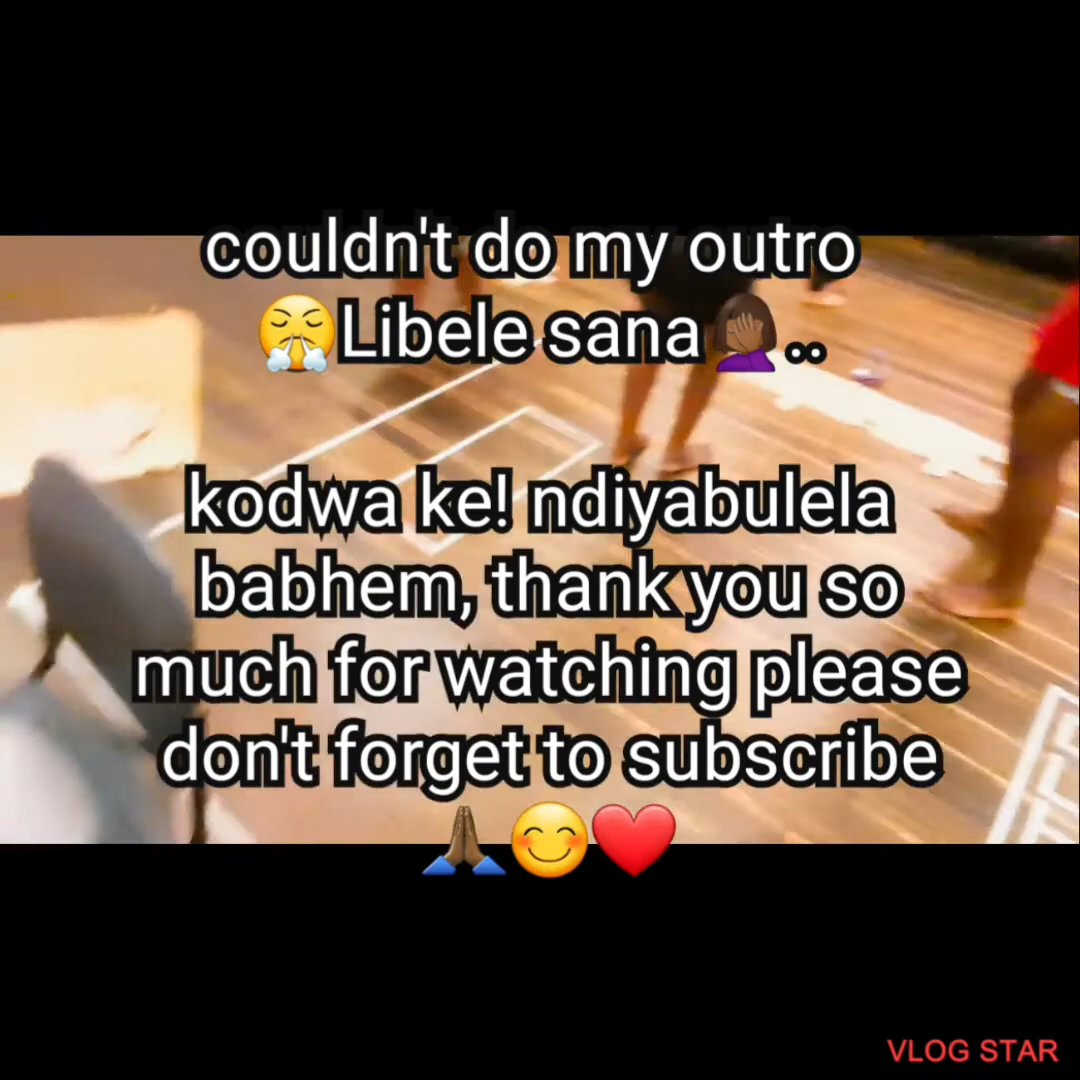 couldn't do my outro
😤Libele sana🤦🏾‍♀️..
kodwa ke! ndiyabulela
babhem, thank you so
much for watching please
don't forget to subscribe
🙏🏾😊❤️
VLOG STAR